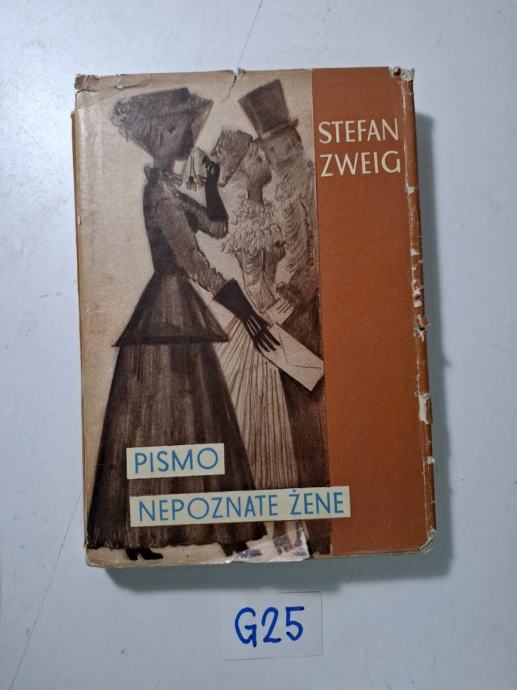 STEFAN
ZWEIG
PISMO
NEPOZNATE ŽENE
G25